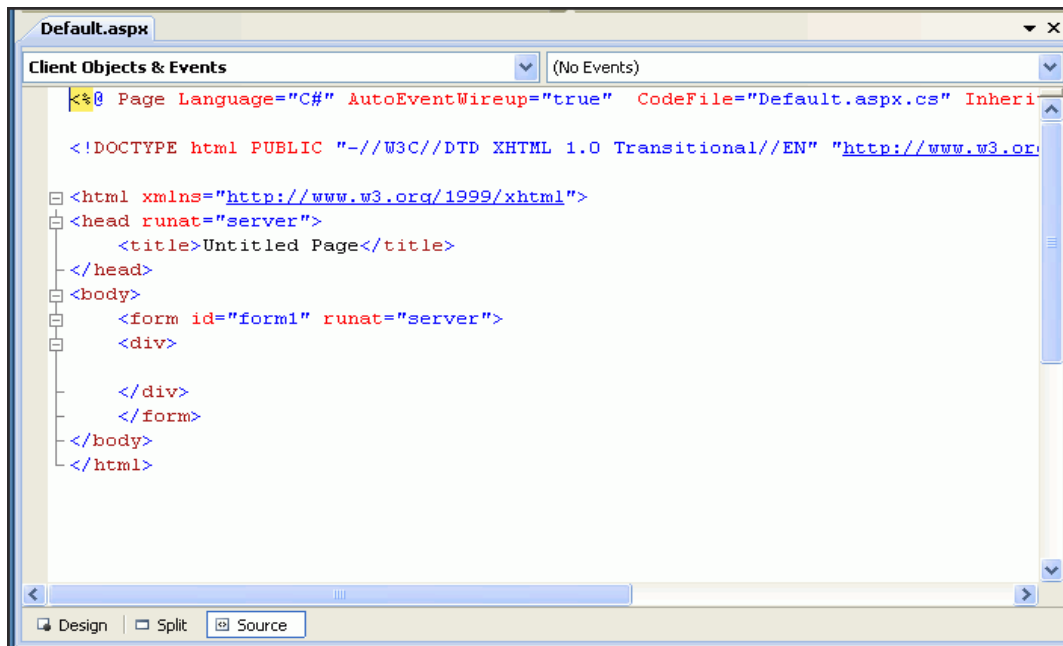 Default.aspx
Client Objects & Events
(No Events)
<%@ Page Language="C#" AutoEventWireup="true"  CodeFile="Default.aspx.cs" Inheri
<!DOCTYPE html PUBLIC "-//W3C//DTD XHTML 1.0 Transitional//EN" "http://www.w3.or
<html xmlns="http://www.w3.org/1999/xhtml">
<head runat="server">
<title>Untitled Page</title>
</head>
<body>
<form id="form1" runat="server">
<div>
</div>
</form>
</body>
</html>
Design
Split
Source